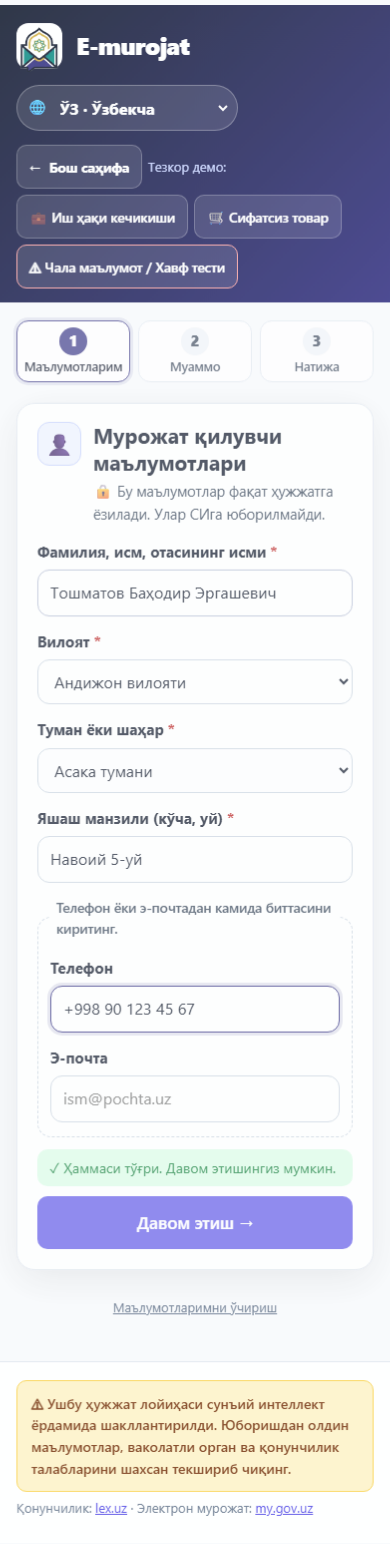 E-murojat
🌐 ЎЗ · Ўзбекча
← Бош саҳифа Тезкор демо:
💼 Иш ҳақи кечикиши 🛒 Сифатсиз товар
⚠ Чала маълумот / Хавф тести
1 2 3
Маълумотларим Муаммо Натижа
Мурожат қилувчи
маълумотлари
🔒 Бу маълумотлар фақат ҳужжатга
ёзилади. Улар СИга юборилмайди.
Фамилия, исм, отасининг исми *
Тошматов Баҳодир Эргашевич
Вилоят *
Андижон вилояти
Туман ёки шаҳар *
Асака тумани
Яшаш манзили (кўча, уй) *
Навоий 5-уй
Телефон ёки э-почтадан камида биттасини
киритинг.
Телефон
+998 90 123 45 67
Э-почта
ism@pochta.uz
✓ Ҳаммаси тўғри. Давом этишингиз мумкин.
Давом этиш →
Маълумотларимни ўчириш
⚠ Ушбу ҳужжат лойиҳаси сунъий интеллект
ёрдамида шакллантирилди. Юборишдан олдин
маълумотлар, ваколатли орган ва қонунчилик
талабларини шахсан текшириб чиқинг.
Қонунчилик: lex.uz · Электрон мурожат: my.gov.uz